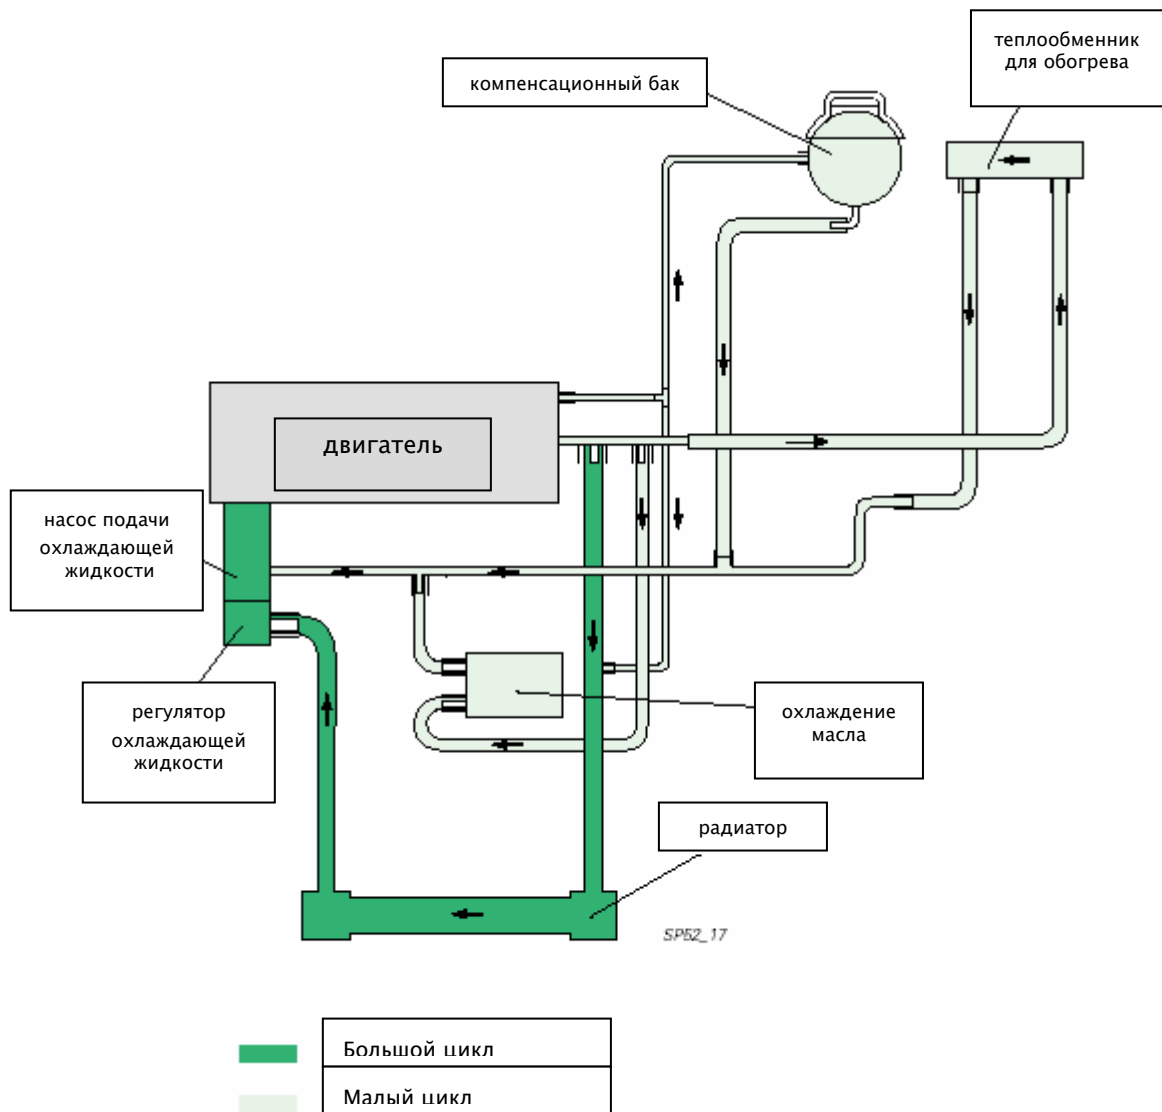 теплообменник
для обогрева
компенсационный бак
двигатель
насос подачи
охлаждающей
жидкости
регулятор
охлаждающей
жидкости
охлаждение
масла
радиатор
SP52_17
Большой цикл
Малый цикл